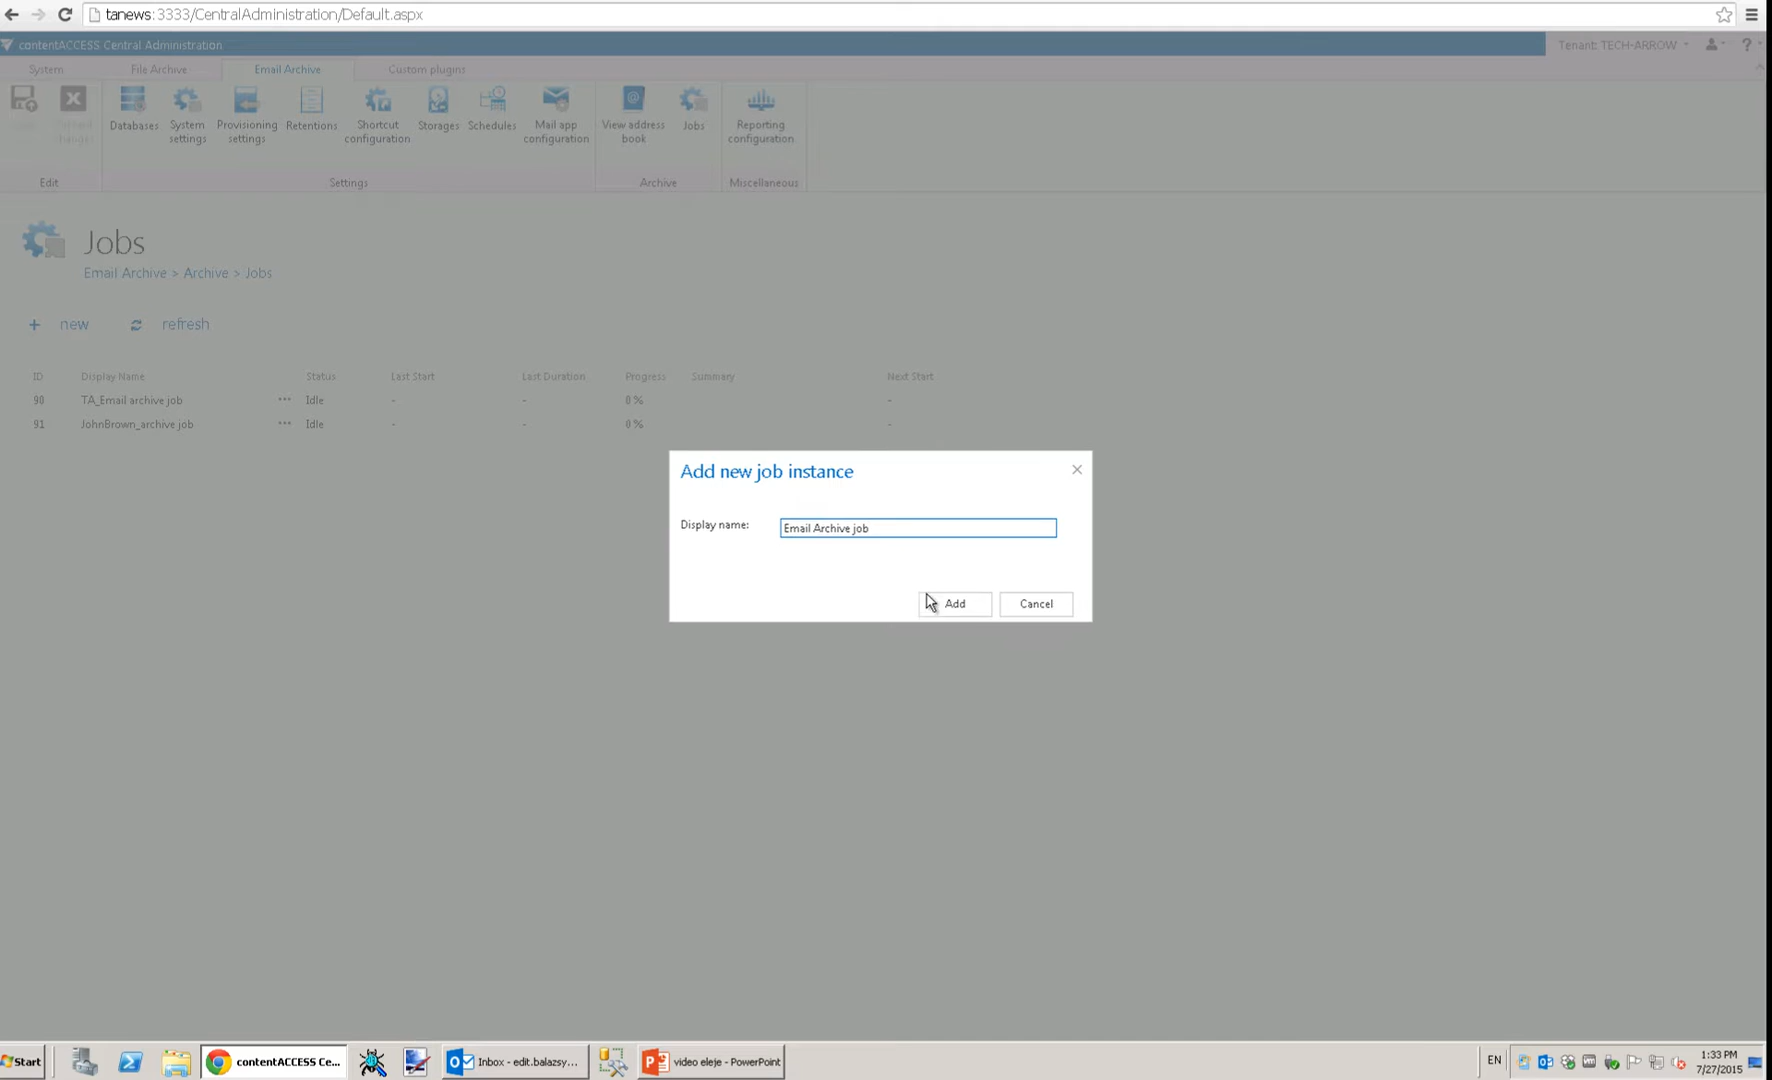 tanews:3333/CentralAdministration/Default.aspx
contentACCESS Central Administration
Tenant: TECH-ARROW
?
System
File Archive
Email Archive
Custom plugins
Databases
System settings
Provisioning settings
Retentions
Shortcut configuration
Storages
Schedules
Mail app configuration
View address book
Jobs
Reporting configuration
Edit
Settings
Archive
Miscellaneous
Jobs
Email Archive > Archive > Jobs
+ new
refresh
ID Display Name Status Last Start Last Duration Progress Summary Next Start
90 TA_Email archive job ··· Idle - - 0 % -
91 JohnBrown_archive job ··· Idle - - 0 % -
Add new job instance
Display name: Email Archive job
Add
Cancel
Start
contentACCESS Ce...
Inbox - edit.balazsy...
video eleje - PowerPoint
EN
1:33 PM
7/27/2015